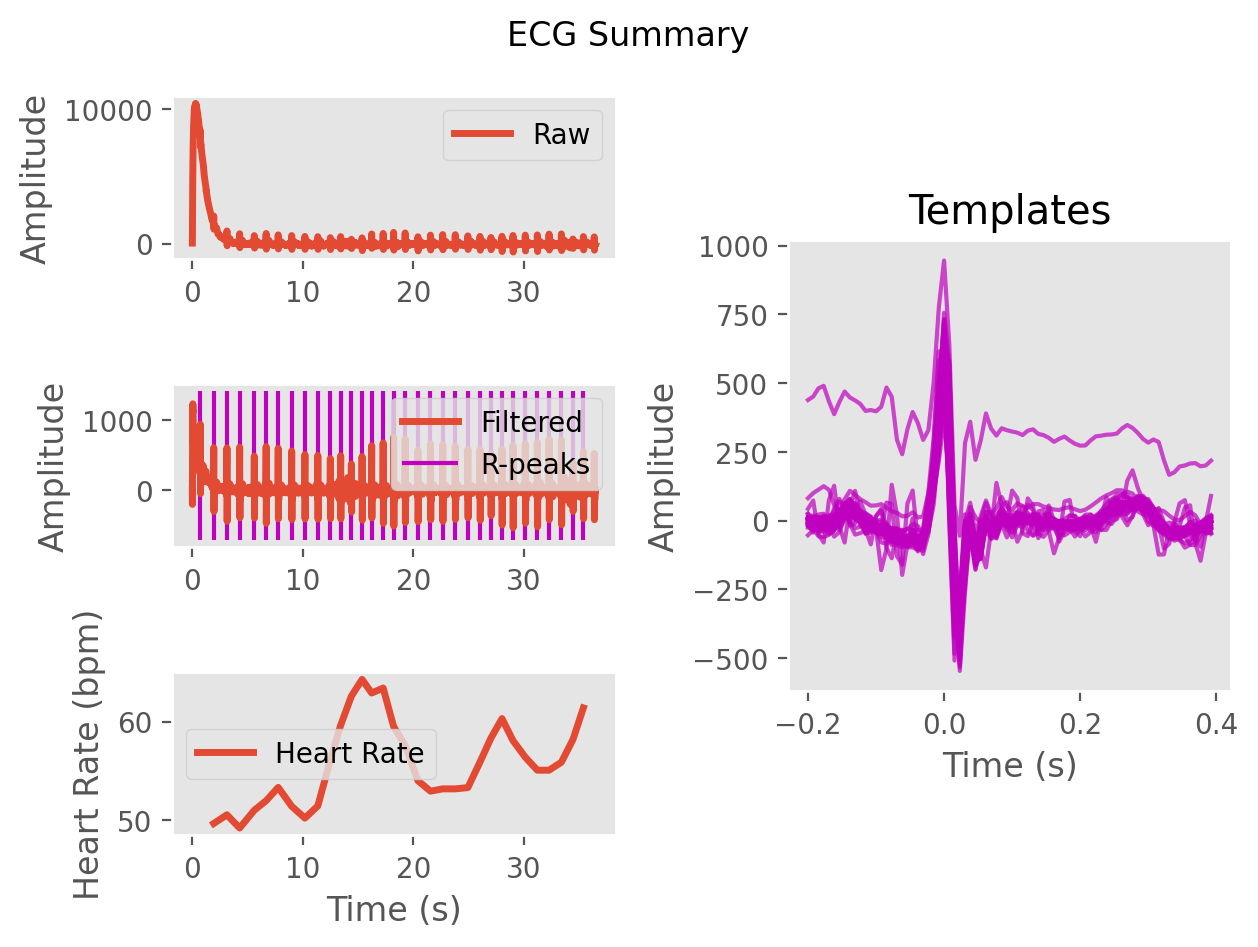 ECG Summary
Amplitude
10000
0
Raw
0 10 20 30
Amplitude
1000
0
Filtered
R-peaks
0 10 20 30
Heart Rate (bpm)
60
50
Heart Rate
0 10 20 30
Time (s)
Templates
Amplitude
1000
750
500
250
0
−250
−500
−0.2 0.0 0.2 0.4
Time (s)